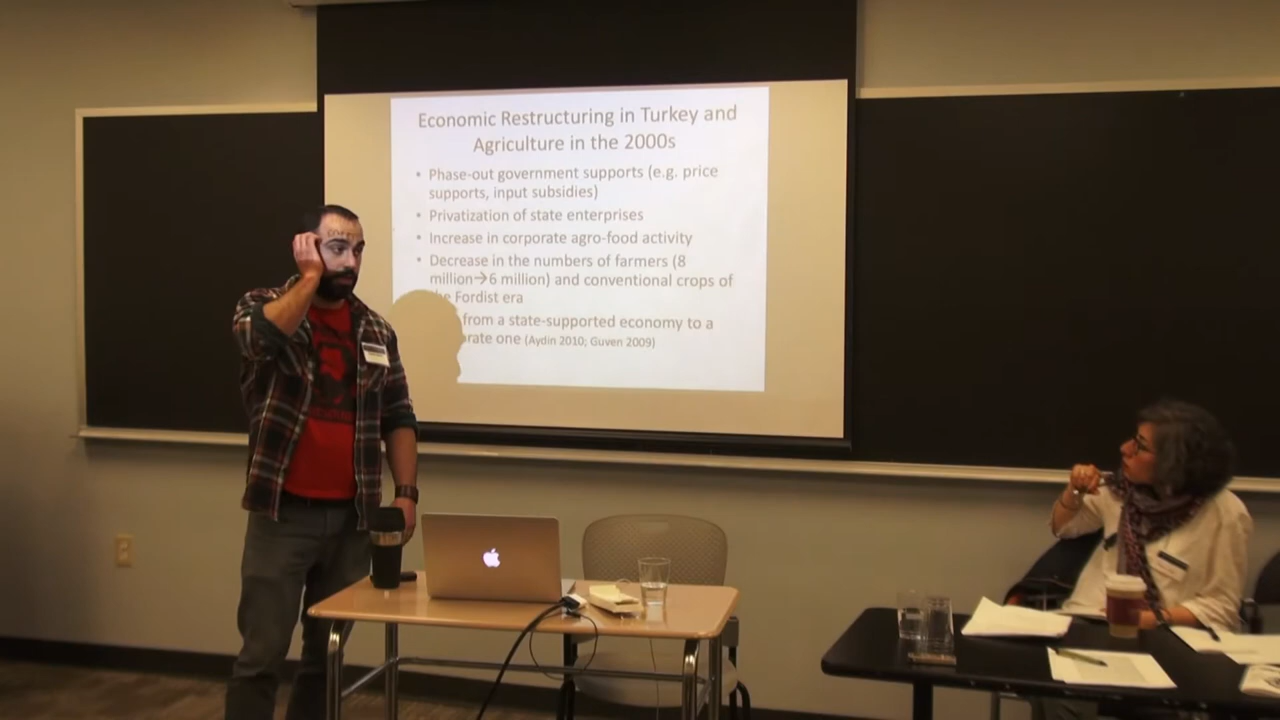 Economic Restructuring in Turkey and
Agriculture in the 2000s
• Phase-out government supports (e.g. price
supports, input subsidies)
• Privatization of state enterprises
• Increase in corporate agro-food activity
• Decrease in the numbers of farmers (8
million→6 million) and conventional crops of
the Fordist era
from a state-supported economy to a
rate one (Aydin 2010; Guven 2009)